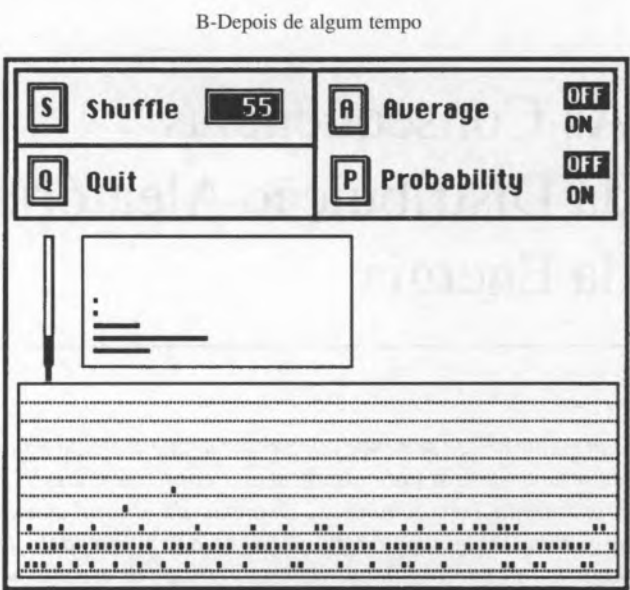 B-Depois de algum tempo
S Shuffle 55
A Average OFF ON
Q Quit
P Probability OFF ON